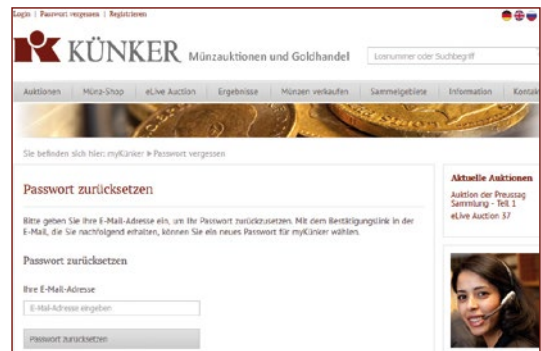 Login | Passwort vergessen | Registrieren
KÜNKER Münzauktionen und Goldhandel
Losnummer oder Suchbegriff
Auktionen Münz-Shop eLive Auction Ergebnisse Münzen verkaufen Sammelgebiete Information Kontak
Sie befinden sich hier: myKünker Passwort vergessen
Passwort zurücksetzen
Bitte geben Sie Ihre E-Mail-Adresse ein, um Ihr Passwort zurückzusetzen. Mit dem Bestätigungslink in der
E-Mail, die Sie nachfolgend erhalten, können Sie ein neues Passwort für myKünker wählen.
Passwort zurücksetzen
Ihre E-Mail-Adresse
E-Mail-Adresse eingeben
Passwort zurücksetzen
Aktuelle Auktionen
Auktion der Preussag
Sammlung - Teil 1
eLive Auction 37